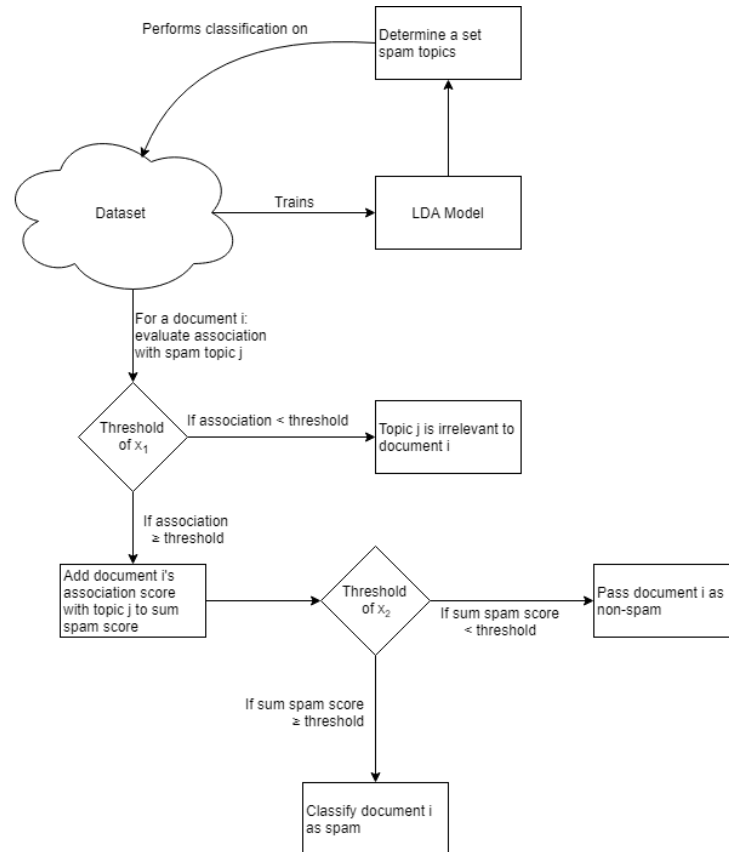 Performs classification on
Determine a set
spam topics
Dataset
Trains
LDA Model
For a document i:
evaluate association
with spam topic j
Threshold
of x₁
If association < threshold
Topic j is irrelevant to
document i
If association
≥ threshold
Add document i's
association score
with topic j to sum
spam score
Threshold
of x₂
If sum spam score
< threshold
Pass document i as
non-spam
If sum spam score
≥ threshold
Classify document i
as spam